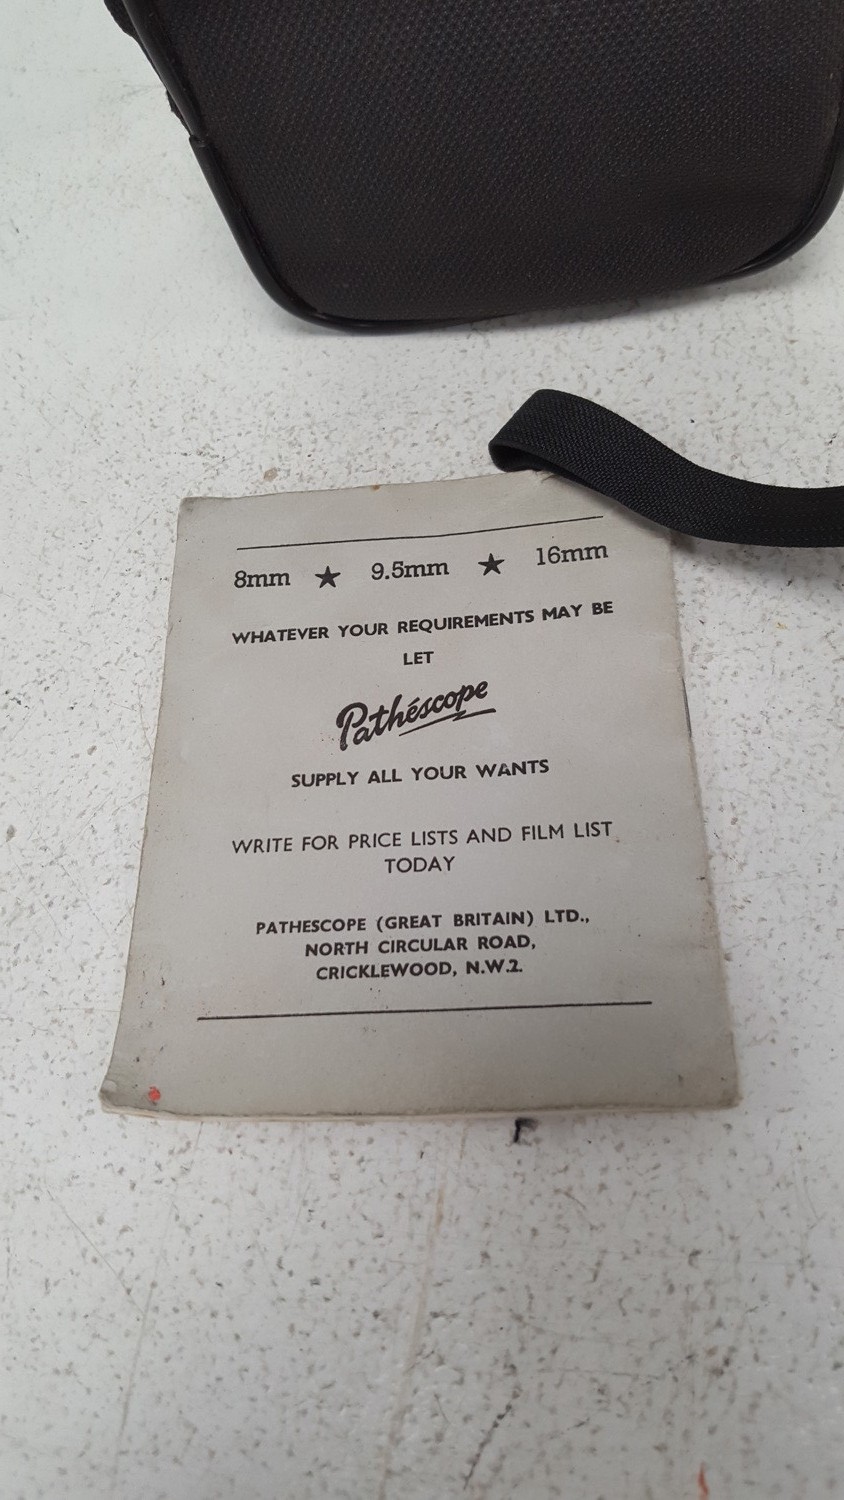 8mm ★ 9.5mm ★ 16mm
WHATEVER YOUR REQUIREMENTS MAY BE
LET
Pathéscope
SUPPLY ALL YOUR WANTS
WRITE FOR PRICE LISTS AND FILM LIST
TODAY
PATHESCOPE (GREAT BRITAIN) LTD.,
NORTH CIRCULAR ROAD,
CRICKLEWOOD, N.W.2.